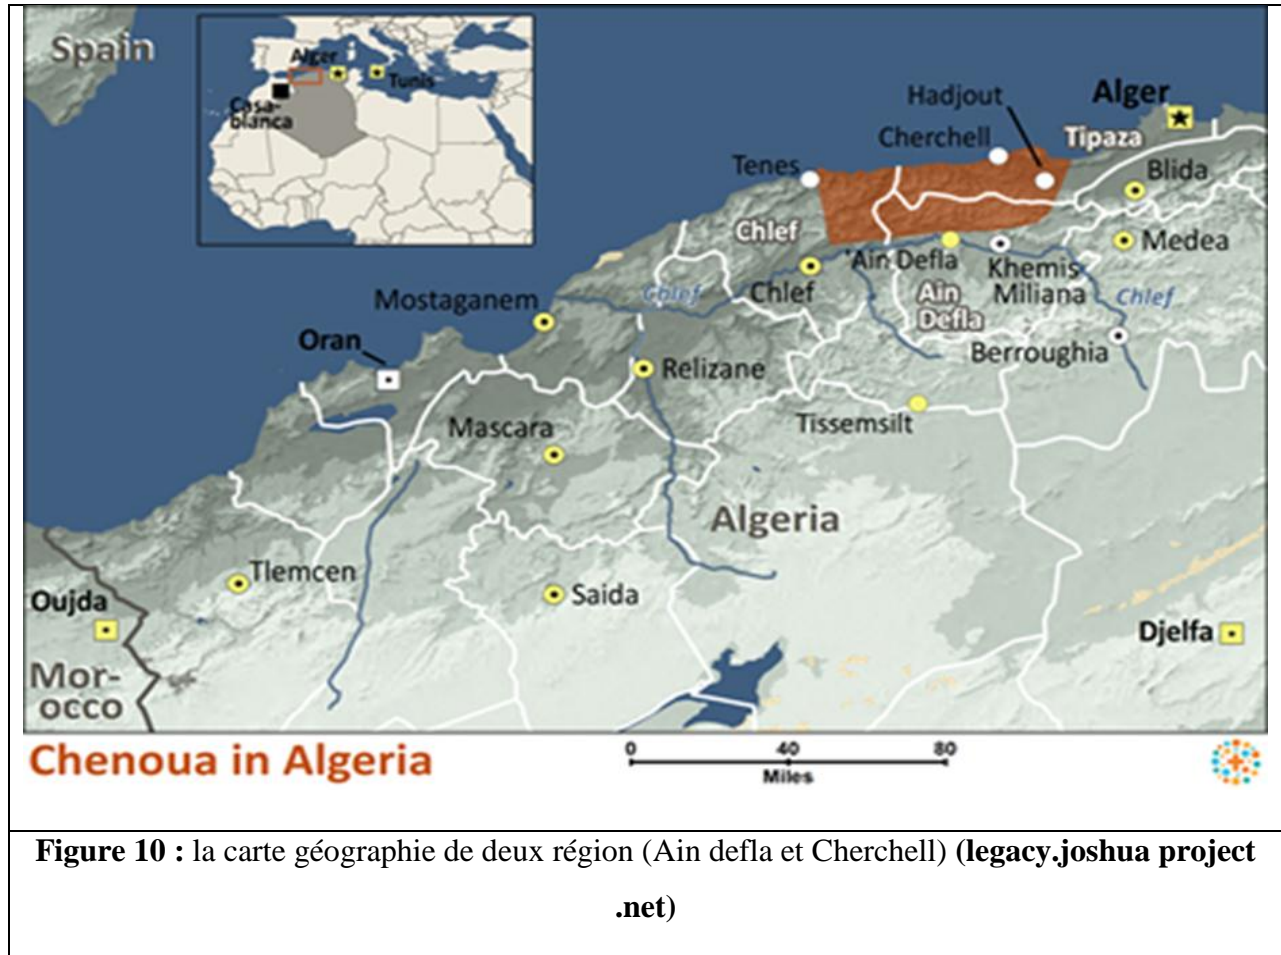 Spain
Alger
Tunis
Casa-
blanca
Hadjout
Cherchell
Alger
Tipaza
Tenes
Blida
Chlef
Medea
'Ain Defla
Khemis
Miliana
Chlef
Chlef
Chlef
Ain
Defla
Mostaganem
Oran
Berroughia
Relizane
Mascara
Tissemsilt
Algeria
Tlemcen
Saida
Oujda
Djelfa
Mor-
occo
Chenoua in Algeria
0 40 80
Miles
Figure 10 : la carte géographie de deux région (Ain defla et Cherchell) (legacy.joshua project
.net)